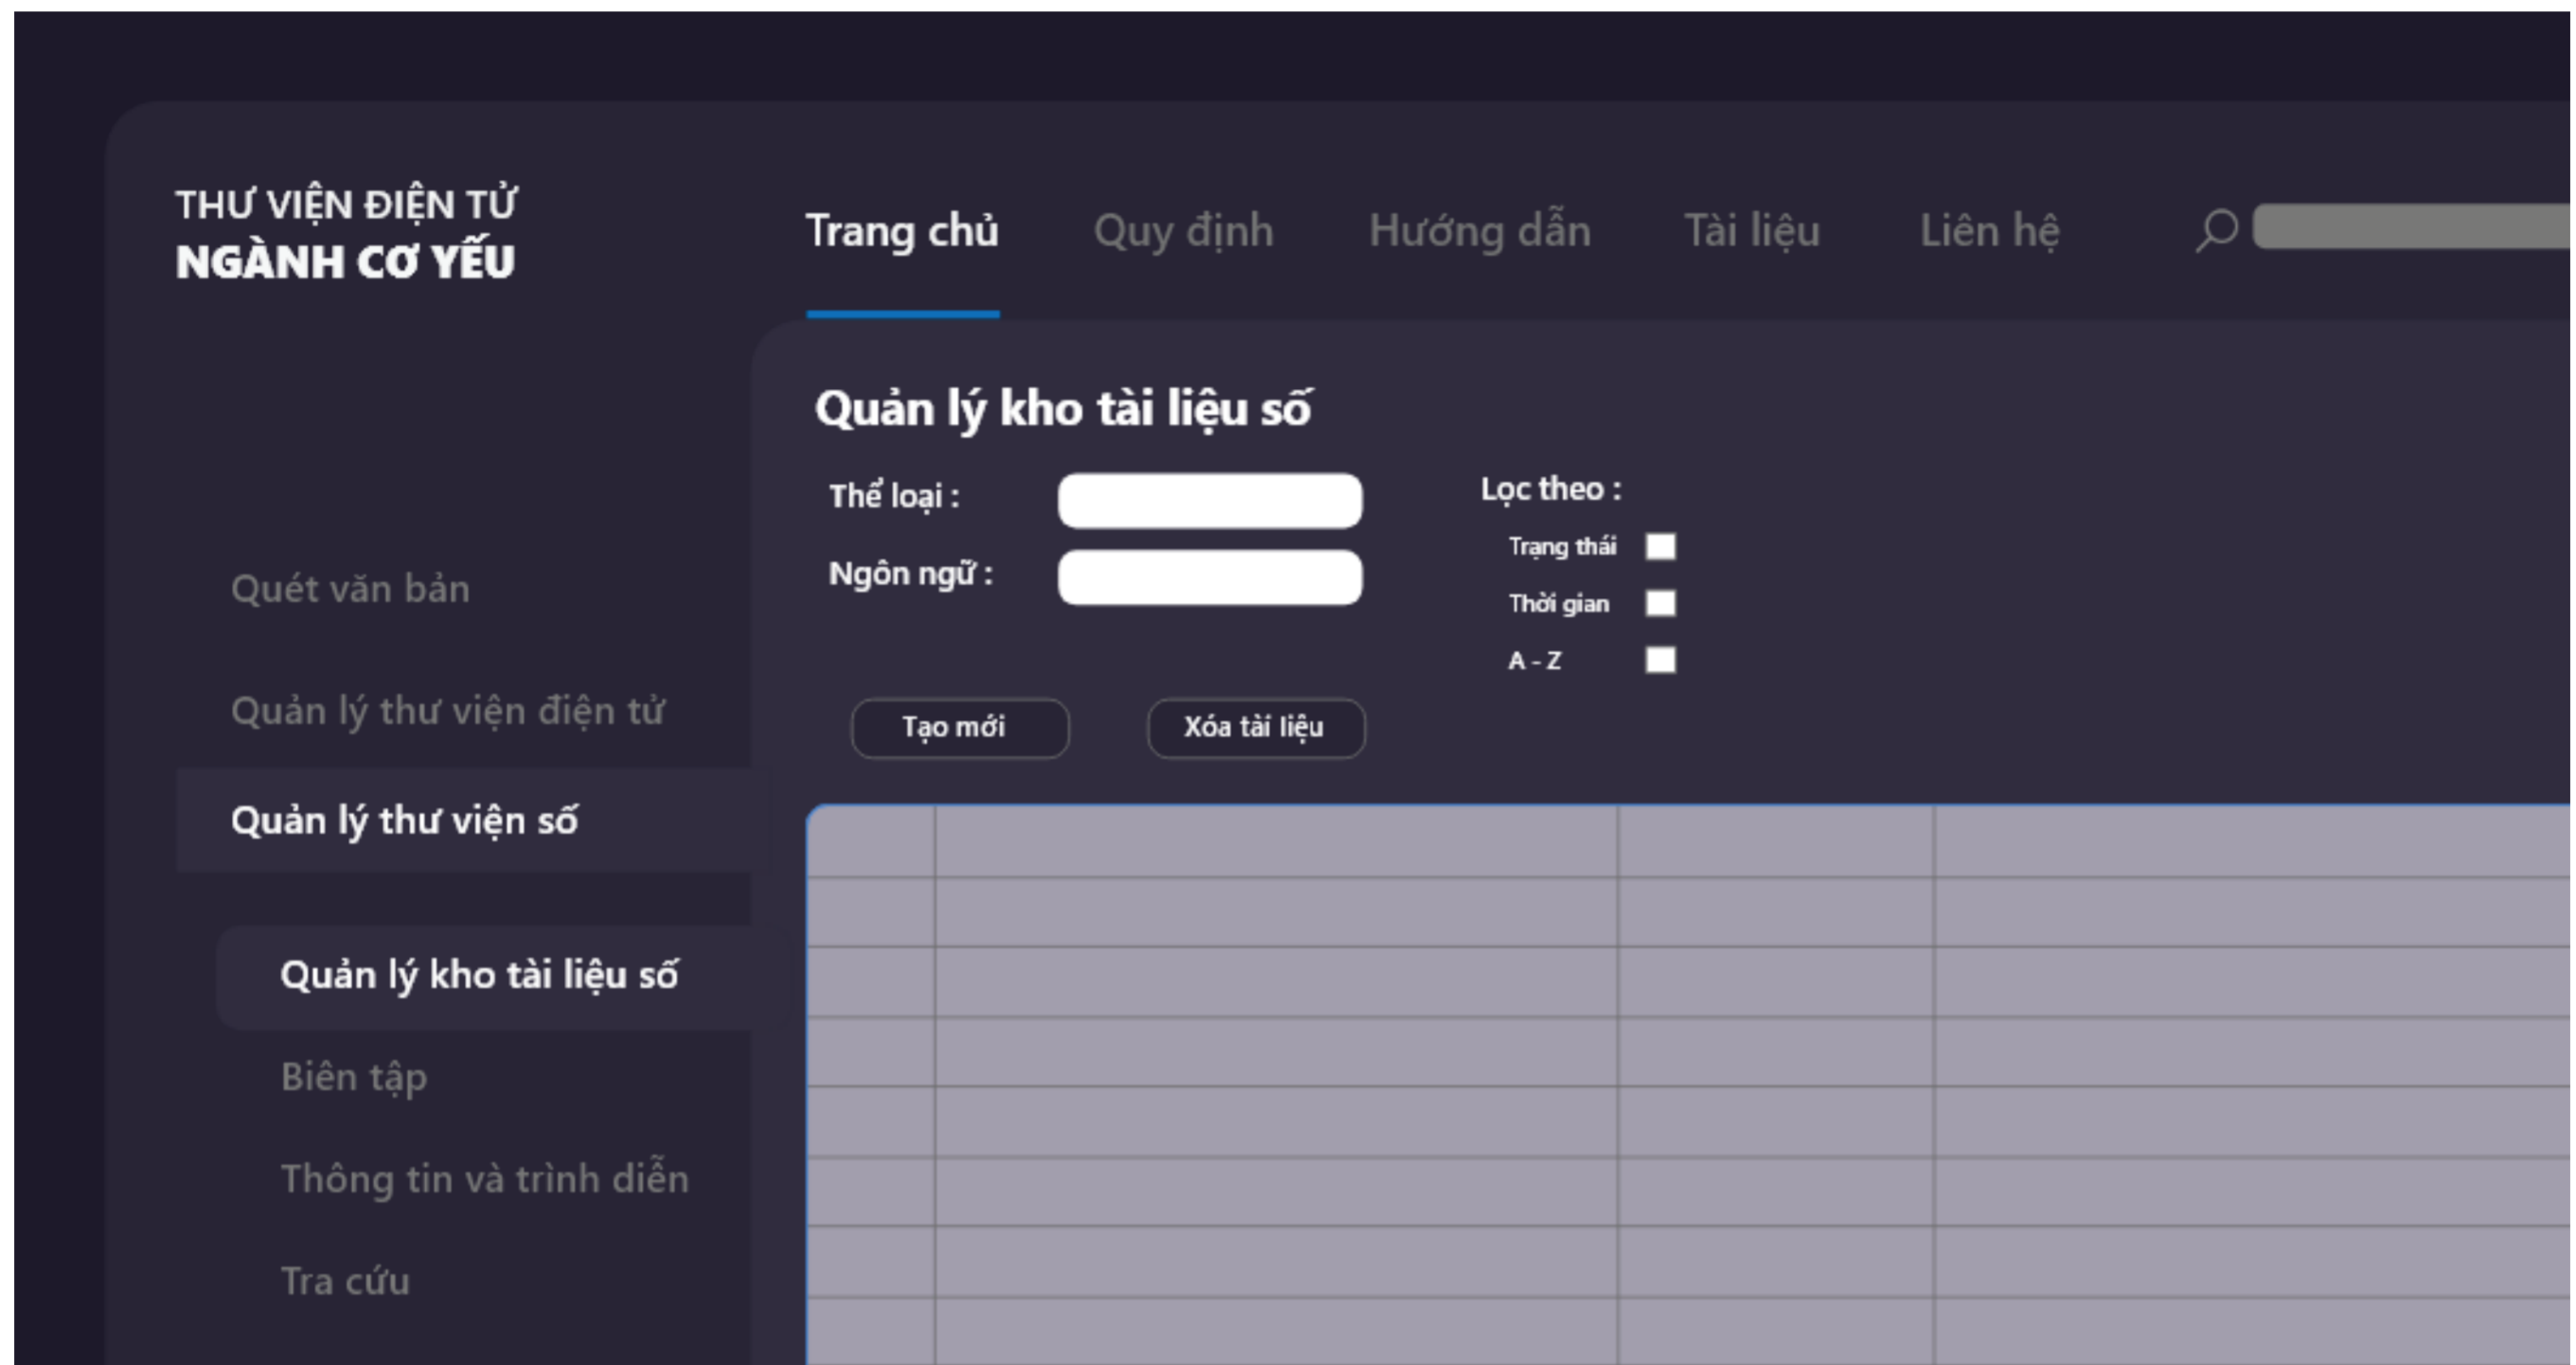 THƯ VIỆN ĐIỆN TỬ
NGÀNH CƠ YẾU
Trang chủ
Quy định
Hướng dẫn
Tài liệu
Liên hệ
Quản lý kho tài liệu số
Thể loại :
Ngôn ngữ :
Lọc theo :
Trạng thái
Thời gian
A - Z
Tạo mới
Xóa tài liệu
Quét văn bản
Quản lý thư viện điện tử
Quản lý thư viện số
Quản lý kho tài liệu số
Biên tập
Thông tin và trình diễn
Tra cứu